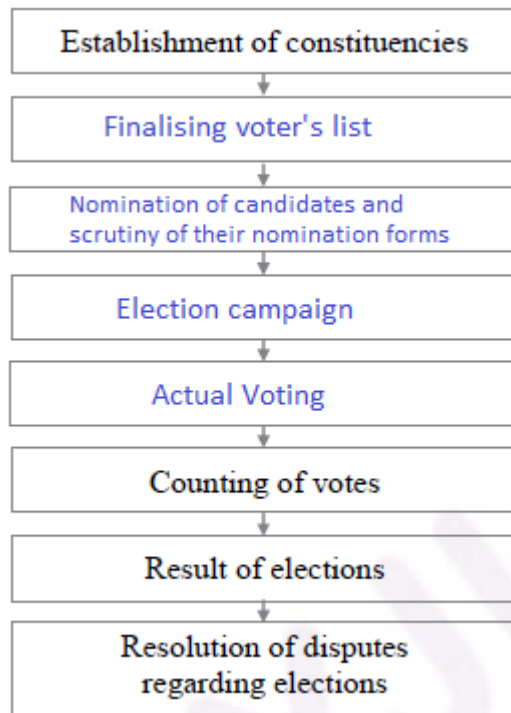 Establishment of constituencies
Finalising voter's list
Nomination of candidates and
scrutiny of their nomination forms
Election campaign
Actual Voting
Counting of votes
Result of elections
Resolution of disputes
regarding elections